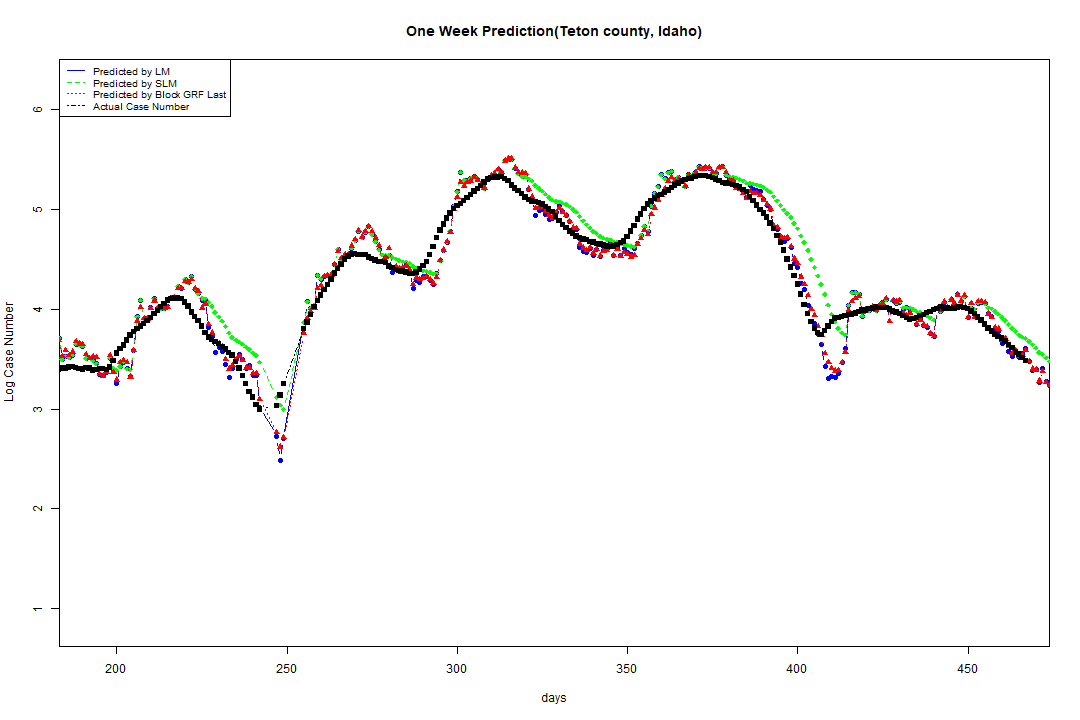 One Week Prediction(Teton county, Idaho)
Predicted by LM
Predicted by SLM
Predicted by Block GRF Last
Actual Case Number
Log Case Number
6
5
4
3
2
1
200
250
300
350
400
450
days